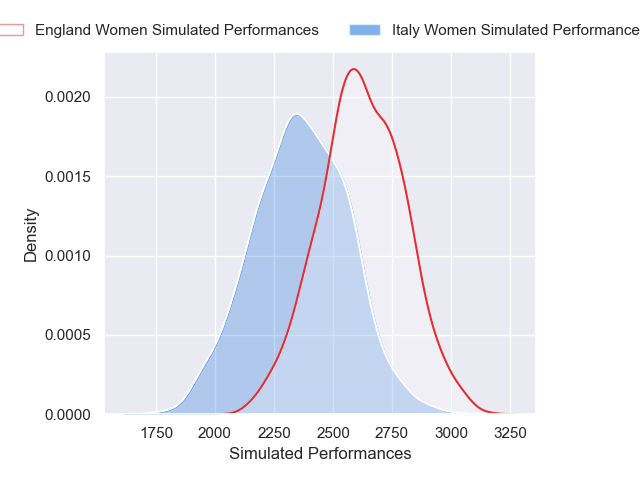 England Women Simulated Performances Italy Women Simulated Performance
0.0020
0.0015
0.0010
0.0005
0.0000
Density
1750 2000 2250 2500 2750 3000 3250
Simulated Performances